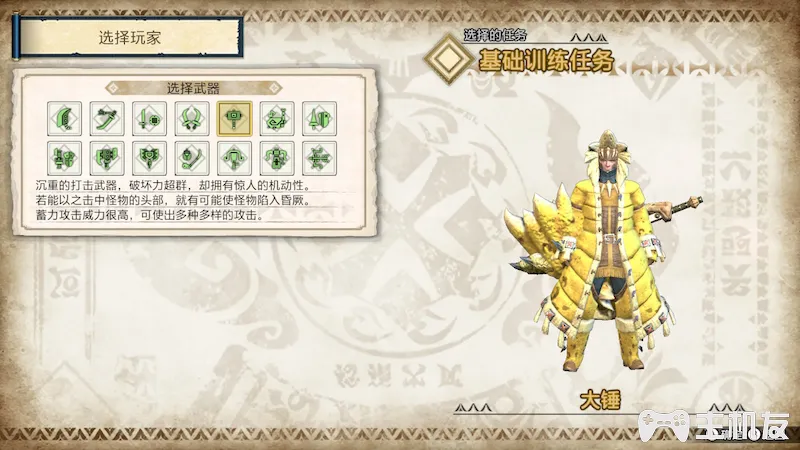 选择玩家
选择的任务
基础训练任务
选择武器
沉重的打击武器，破坏力超群，却拥有惊人的机动性。
若能以之击中怪物的头部，就有可能使怪物陷入昏厥。
蓄力攻击威力很高，可使出多种多样的攻击。
大锤
主机友